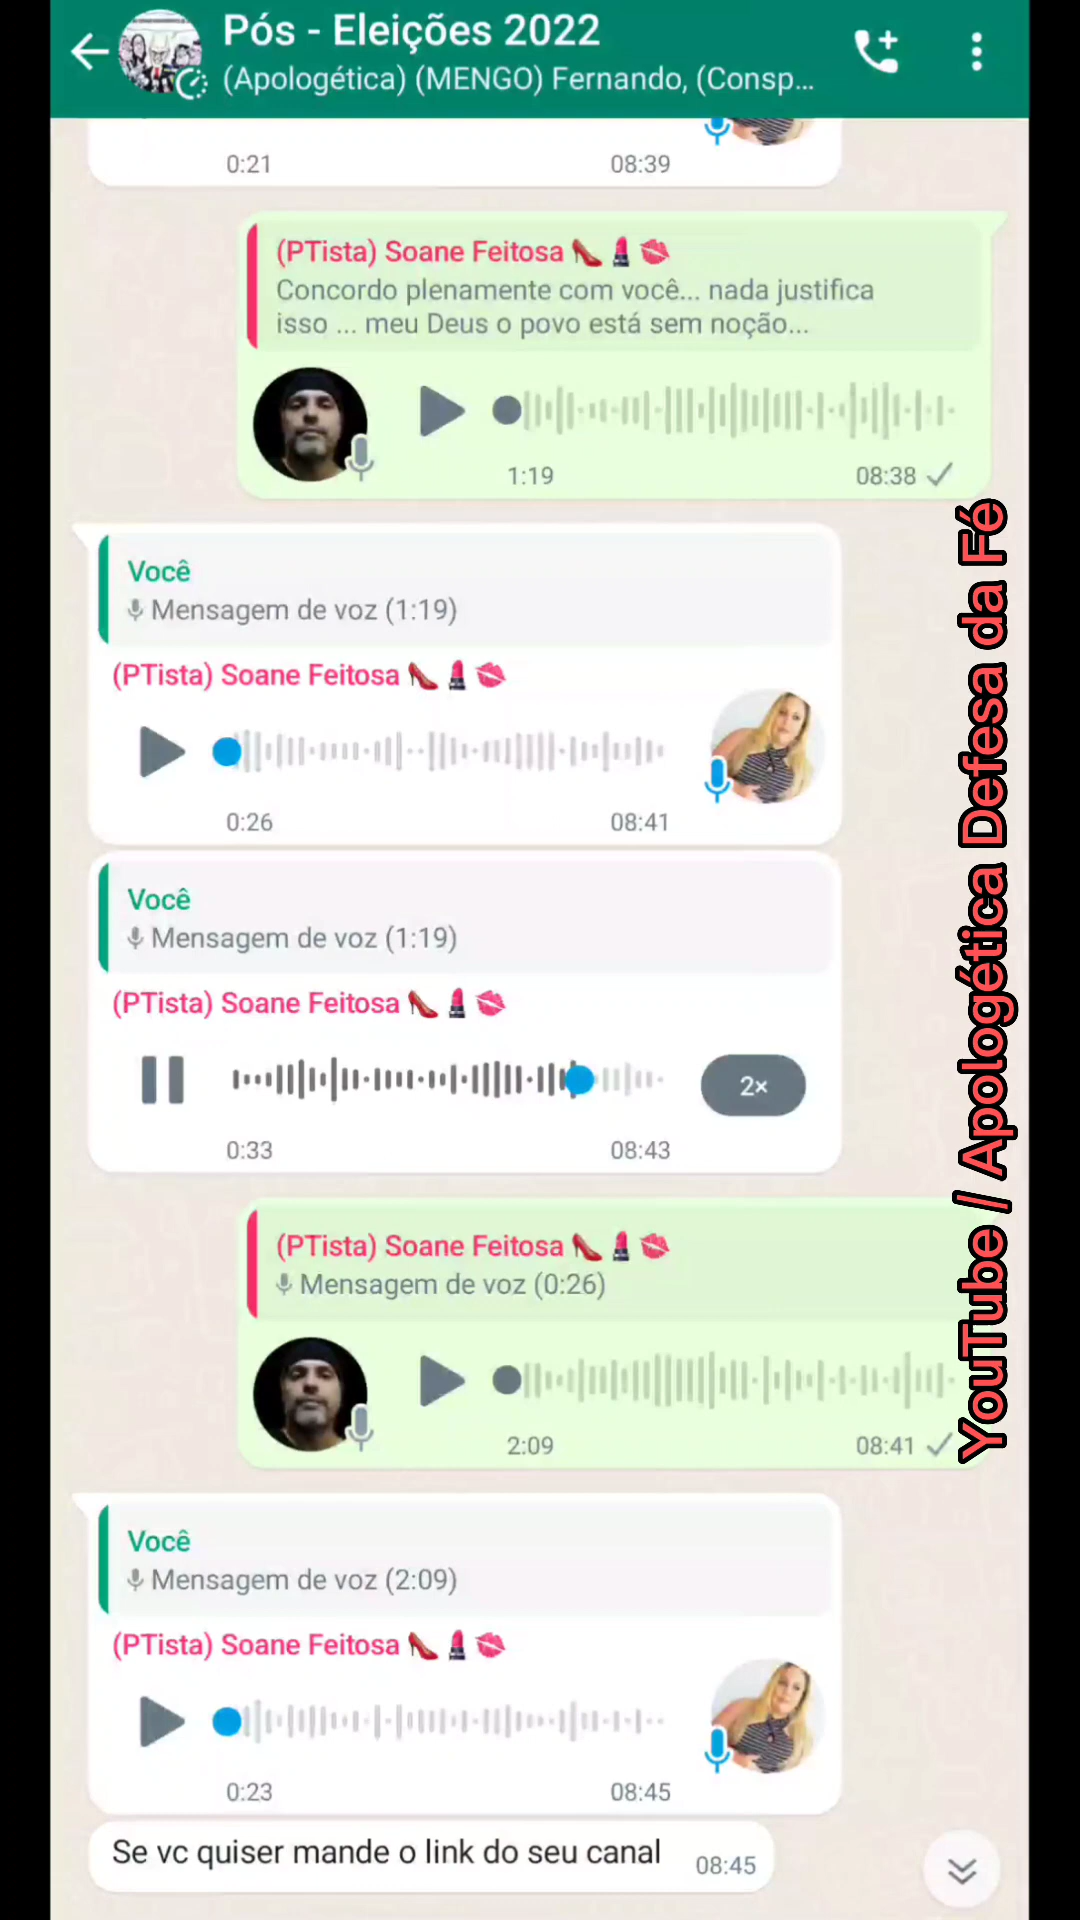 Pós - Eleições 2022
(Apologética) (MENGO) Fernando, (Consp...
0:21 08:39
(PTista) Soane Feitosa 👠💄💋
Concordo plenamente com você... nada justifica
isso ... meu Deus o povo está sem noção...
1:19 08:38
Você
Mensagem de voz (1:19)
(PTista) Soane Feitosa 👠💄💋
0:26 08:41
Você
Mensagem de voz (1:19)
(PTista) Soane Feitosa 👠💄💋
2×
0:33 08:43
(PTista) Soane Feitosa 👠💄💋
Mensagem de voz (0:26)
2:09 08:41
Você
Mensagem de voz (2:09)
(PTista) Soane Feitosa 👠💄💋
0:23 08:45
Se vc quiser mande o link do seu canal 08:45
YouTube / Apologética Defesa da Fé